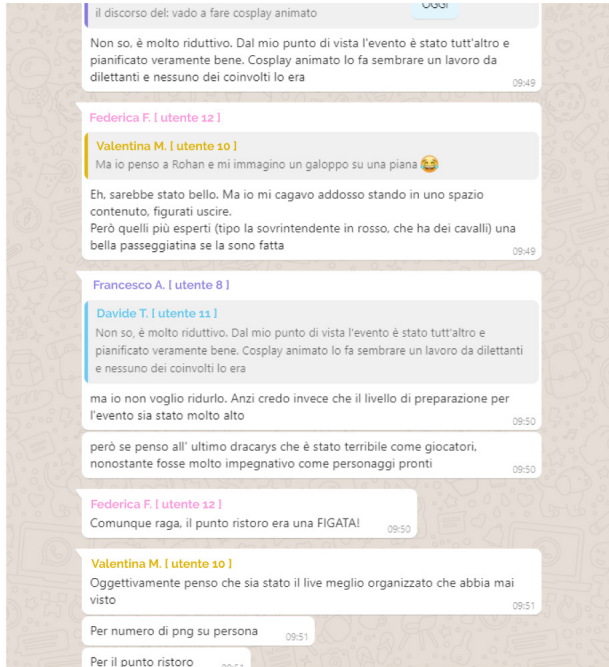 il discorso del: vado a fare cosplay animato
OGGI
Non so, è molto riduttivo. Dal mio punto di vista l'evento è stato tutt'altro e
pianificato veramente bene. Cosplay animato lo fa sembrare un lavoro da
dilettanti e nessuno dei coinvolti lo era
09:49
Federica F. [ utente 12 ]
Valentina M. [ utente 10 ]
Ma io penso a Rohan e mi immagino un galoppo su una piana 😂
Eh, sarebbe stato bello. Ma io mi cagavo addosso stando in uno spazio
contenuto, figurati uscire.
Però quelli più esperti (tipo la sovrintendente in rosso, che ha dei cavalli) una
bella passeggiatina se la sono fatta
09:49
Francesco A. [ utente 8 ]
Davide T. [ utente 11 ]
Non so, è molto riduttivo. Dal mio punto di vista l'evento è stato tutt'altro e
pianificato veramente bene. Cosplay animato lo fa sembrare un lavoro da dilettanti
e nessuno dei coinvolti lo era
ma io non voglio ridurlo. Anzi credo invece che il livello di preparazione per
l'evento sia stato molto alto
09:50
però se penso all' ultimo dracarys che è stato terribile come giocatori,
nonostante fosse molto impegnativo come personaggi pronti
09:50
Federica F. [ utente 12 ]
Comunque raga, il punto ristoro era una FIGATA!
09:50
Valentina M. [ utente 10 ]
Oggettivamente penso che sia stato il live meglio organizzato che abbia mai
visto
09:51
Per numero di png su persona
09:51
Per il punto ristoro
09:51